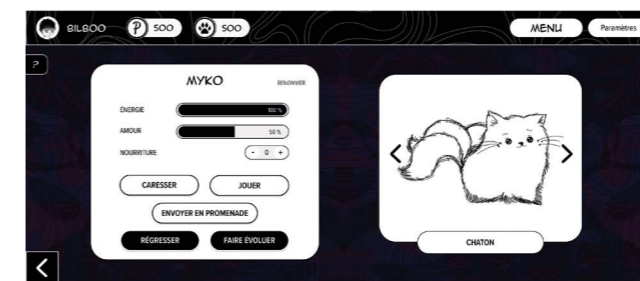 BILBOO P 500 500 MENU Paramètres
?
MYKO RENOMMER
ÉNERGIE 100 %
AMOUR 50 %
NOURRITURE - 0 +
CARESSER JOUER
ENVOYER EN PROMENADE
RÉGRESSER FAIRE ÉVOLUER
CHATON